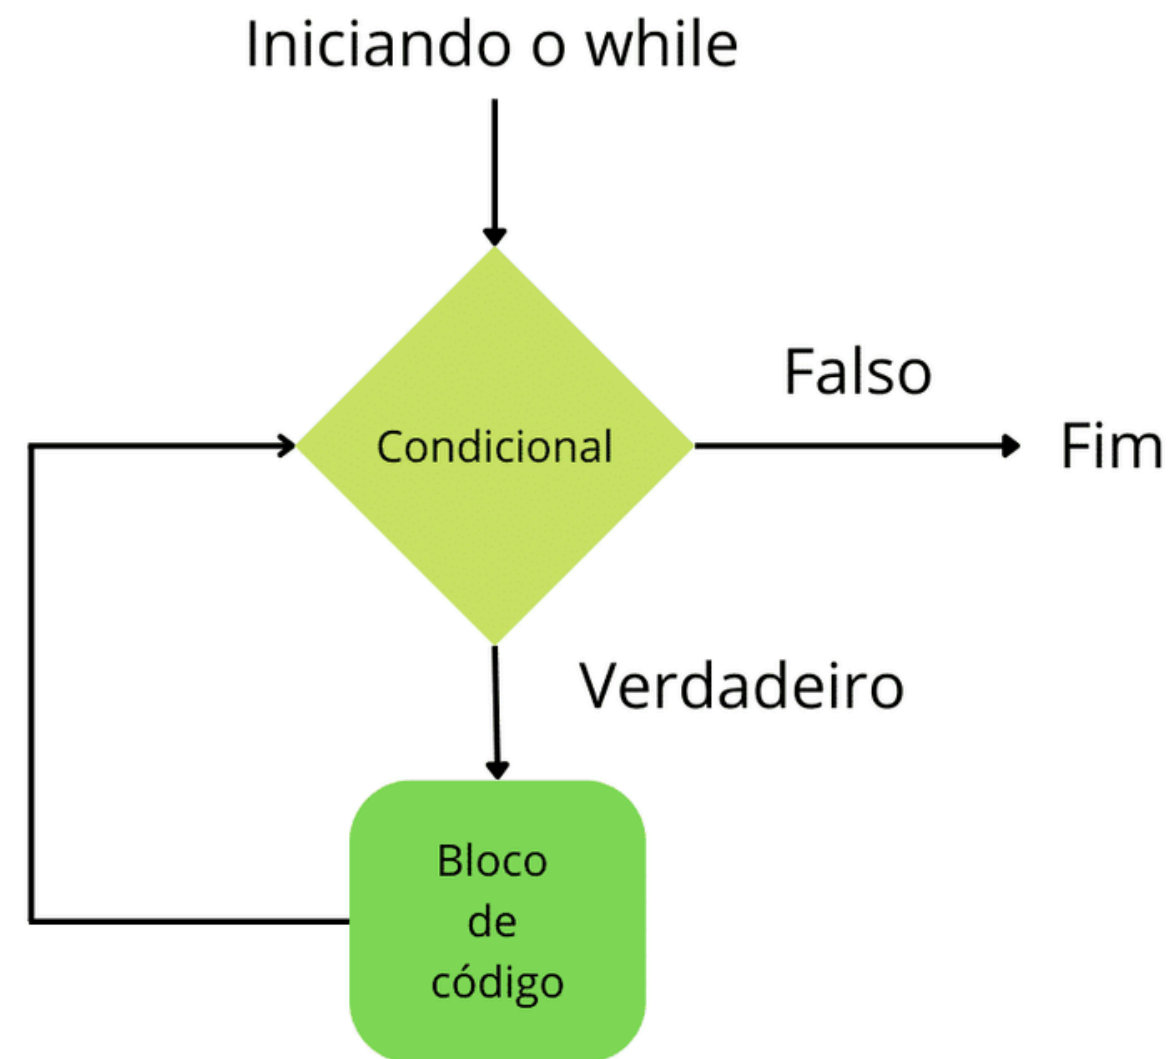 Iniciando o while
Falso
Condicional
Fim
Verdadeiro
Bloco
de
código